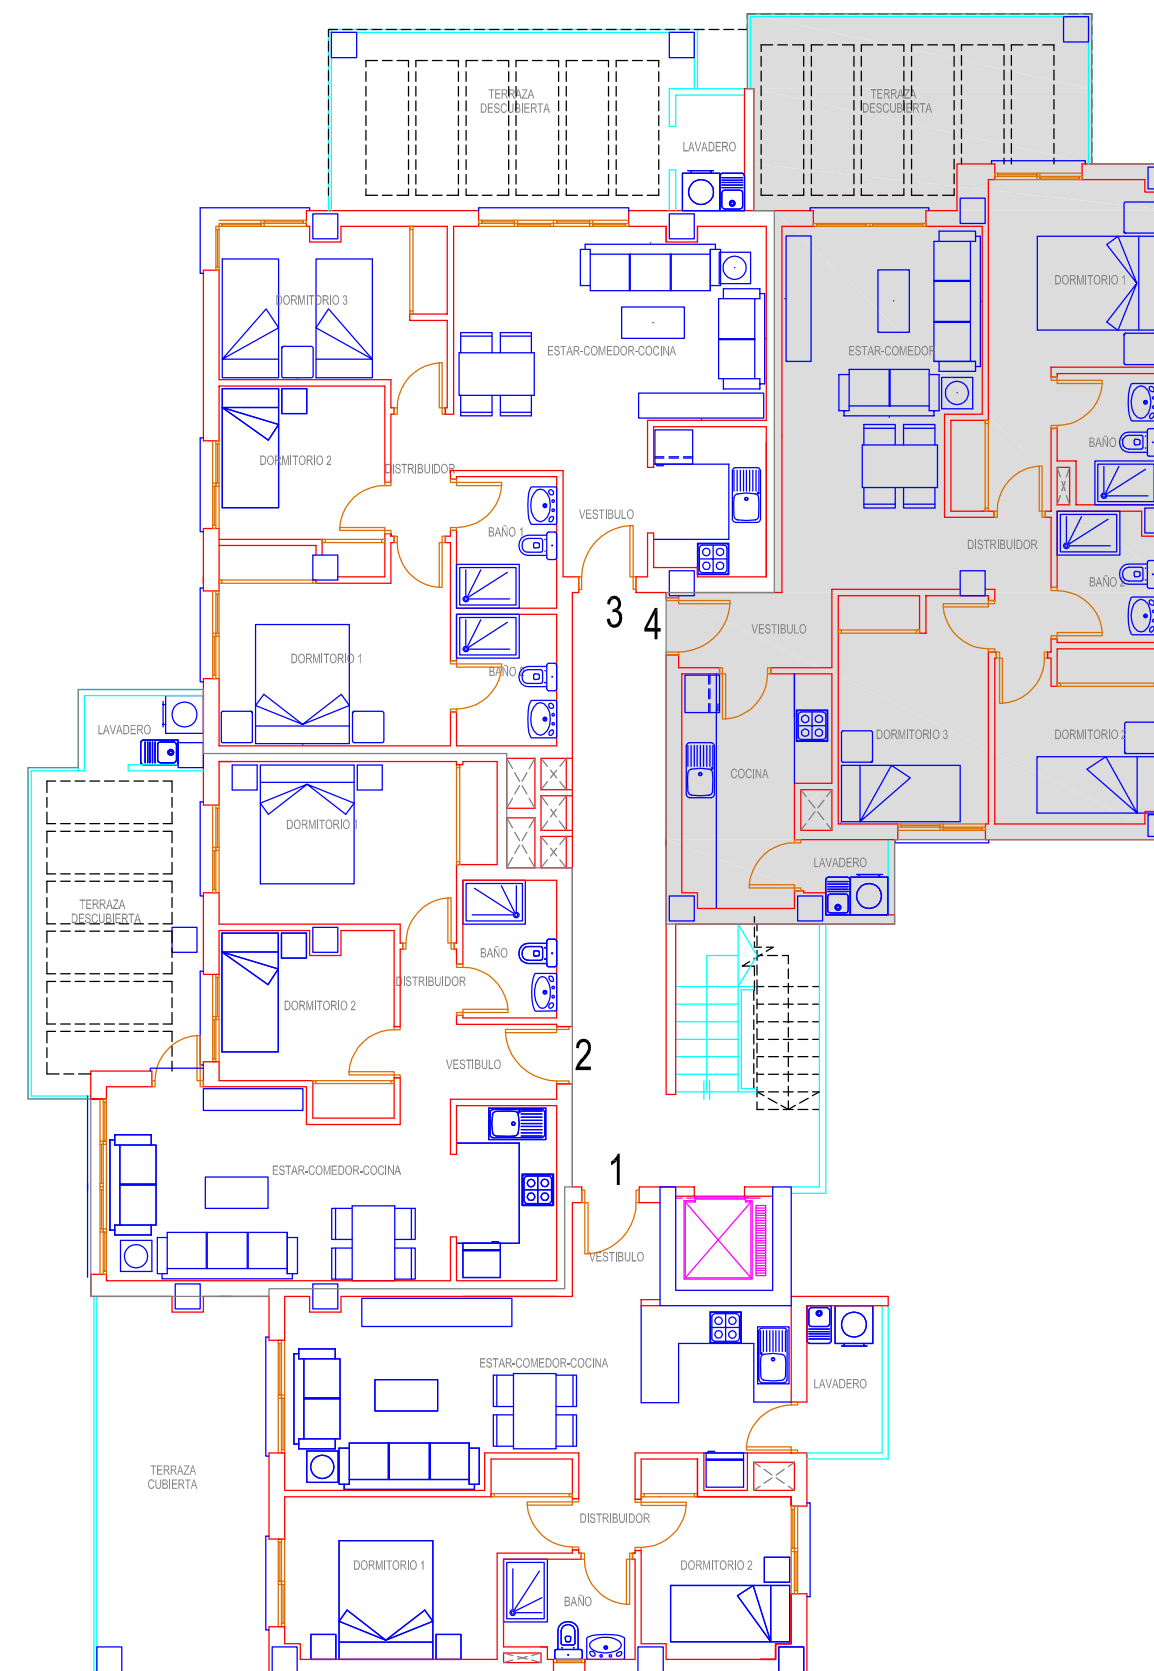 TERRAZA
DESCUBIERTA
TERRAZA
DESCUBIERTA
LAVADERO
DORMITORIO 3
ESTAR-COMEDOR-COCINA
ESTAR-COMEDOR
DORMITORIO 1
DORMITORIO 2
DISTRIBUIDOR
BAÑO 1
VESTIBULO
BAÑO
DISTRIBUIDOR
BAÑO 2
3
4
VESTIBULO
DORMITORIO 1
BAÑO 2
LAVADERO
DORMITORIO 3
DORMITORIO 2
COCINA
DORMITORIO 1
LAVADERO
TERRAZA
DESCUBIERTA
BAÑO
DISTRIBUIDOR
DORMITORIO 2
VESTIBULO
2
ESTAR-COMEDOR-COCINA
1
VESTIBULO
ESTAR-COMEDOR-COCINA
LAVADERO
TERRAZA
CUBIERTA
DISTRIBUIDOR
DORMITORIO 1
DORMITORIO 2
BAÑO